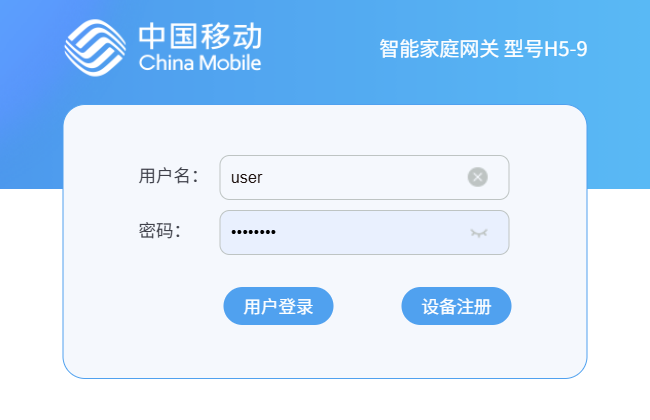 中国移动
China Mobile
智能家庭网关 型号H5-9
用户名：
user
密码：
••••••••
用户登录
设备注册